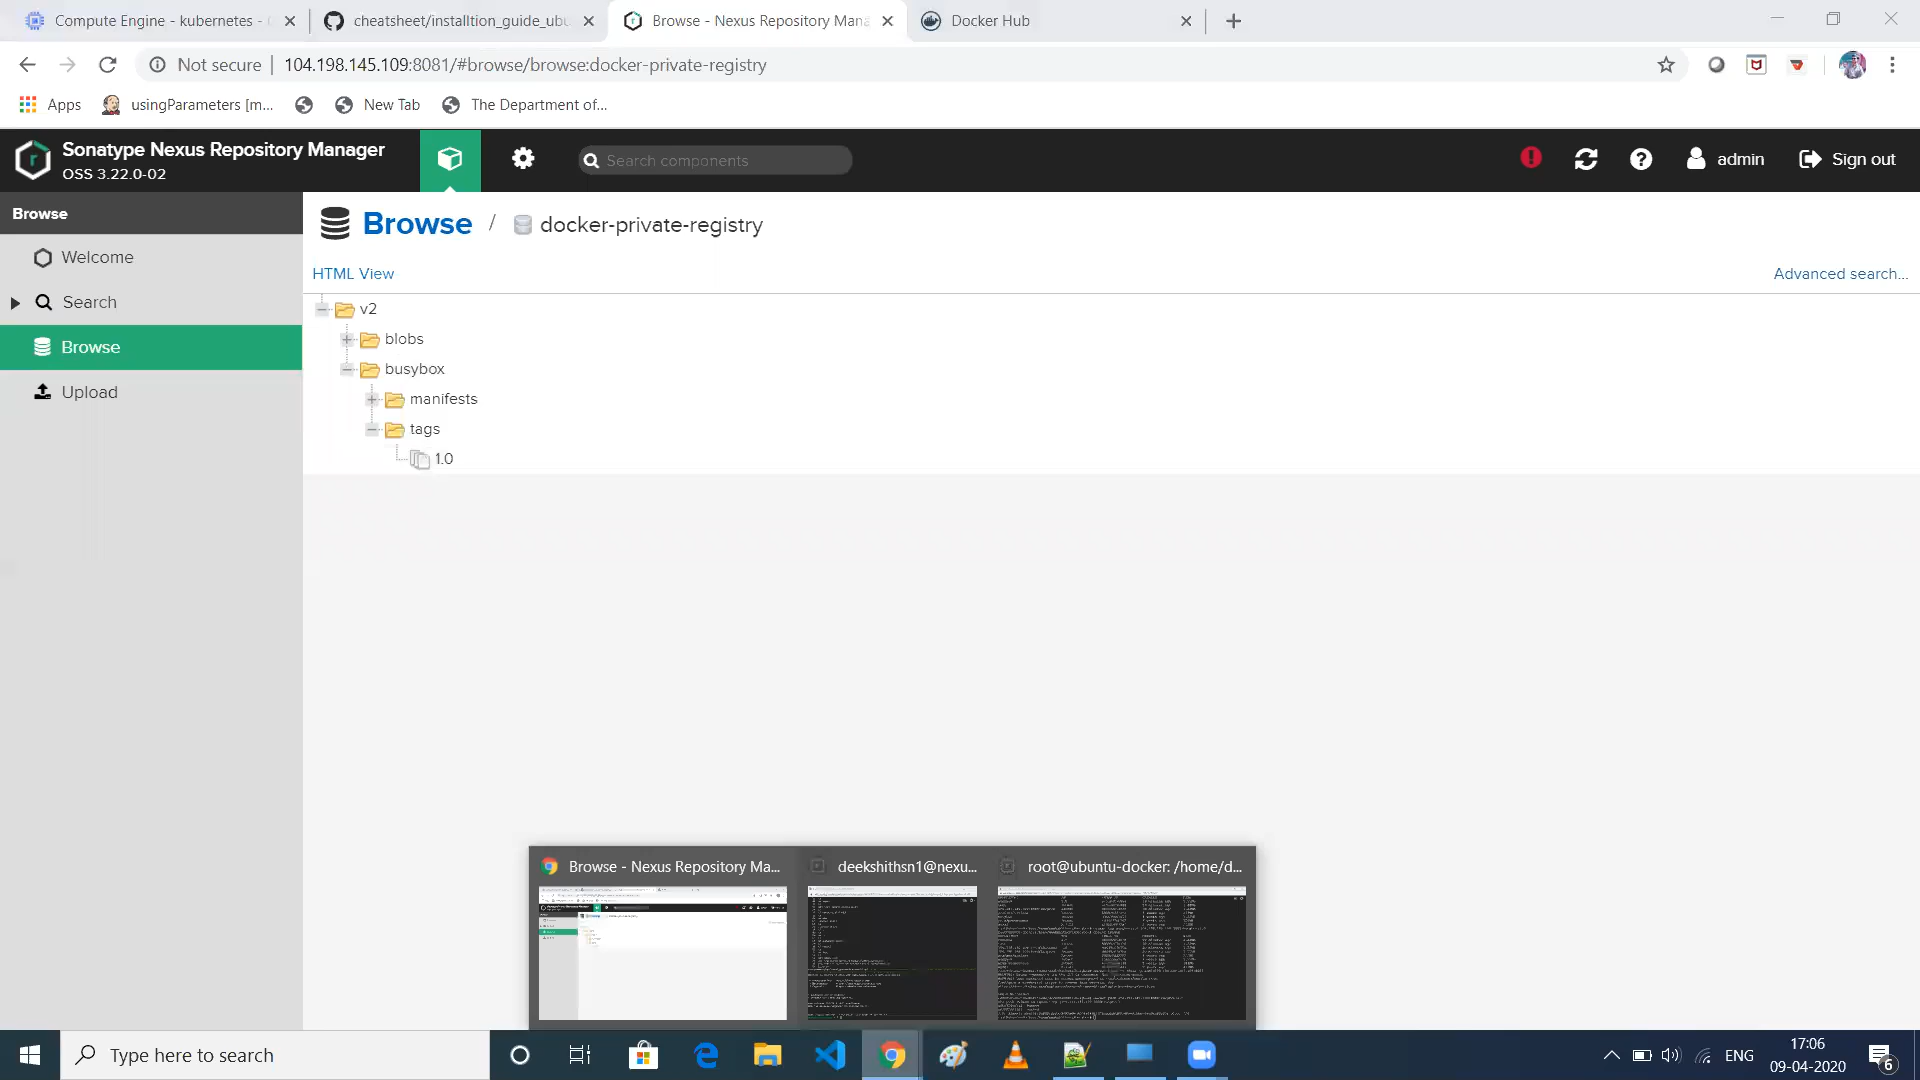 Compute Engine - kubernetes -
cheatsheet/installtion_guide_ubu
Browse - Nexus Repository Mana
Docker Hub
Not secure
104.198.145.109:8081/#browse/browse:docker-private-registry
Apps
usingParameters [m...
New Tab
The Department of...
Sonatype Nexus Repository Manager
OSS 3.22.0-02
Search components
admin
Sign out
Browse
Welcome
Search
Browse
Upload
Browse / docker-private-registry
HTML View
Advanced search...
v2
blobs
busybox
manifests
tags
1.0
Browse - Nexus Repository Ma...
deekshithsn1@nexu...
root@ubuntu-docker: /home/d...
Type here to search
ENG
17:06
09-04-2020
6